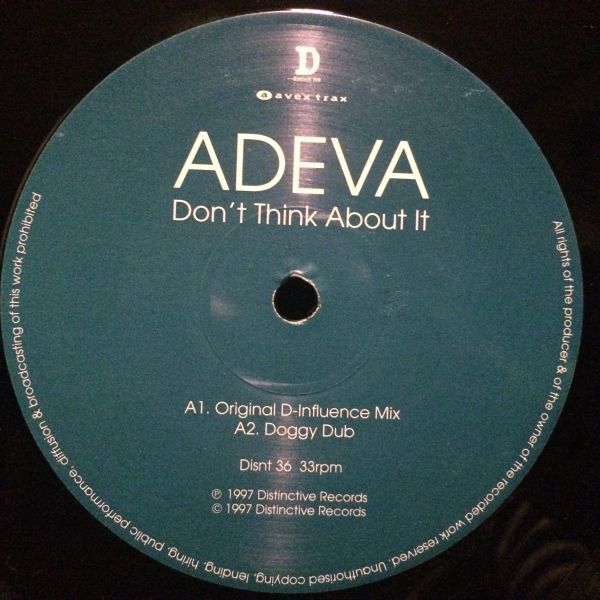 D
avex trax
ADEVA
Don't Think About It
A1. Original D-Influence Mix
A2. Doggy Dub
Disnt 36 33rpm
℗ 1997 Distinctive Records
© 1997 Distinctive Records
All rights of the producer & of the owner of the recorded work reserved. Unauthorised copying, lending, hiring, public performance, diffusion & broadcasting of this work prohibited